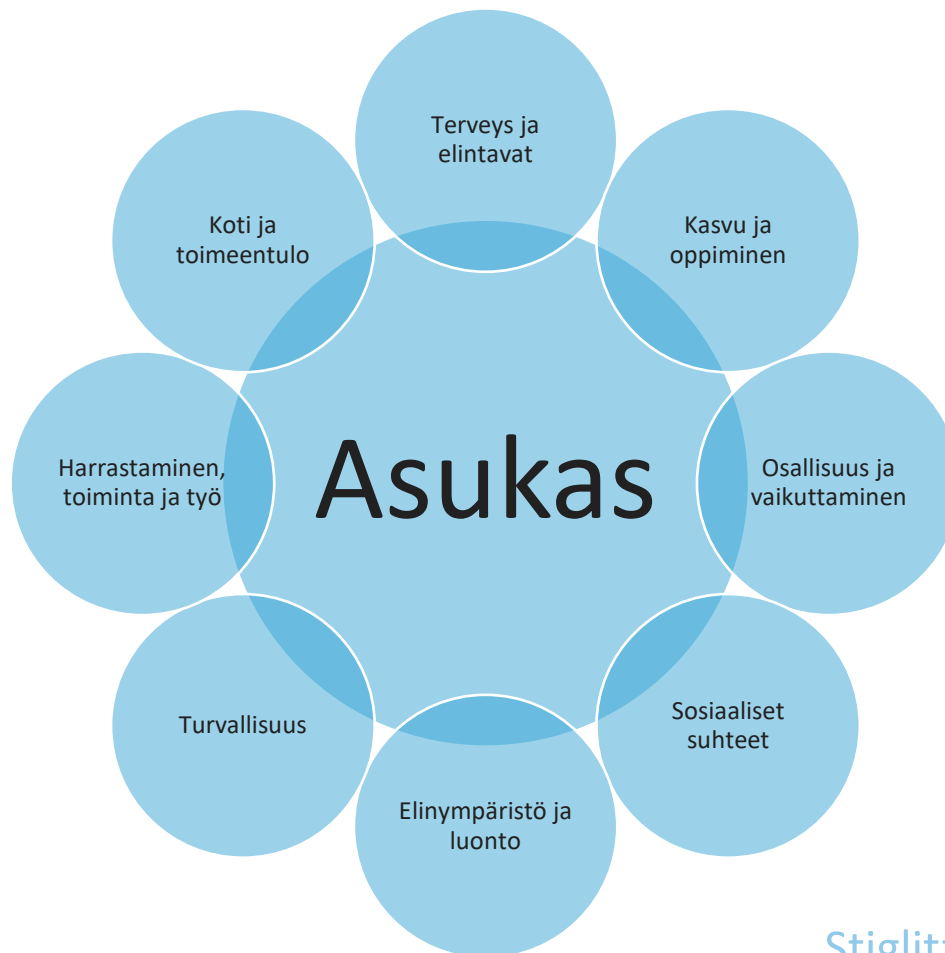 Terveys ja
elintavat
Kasvu ja
oppiminen
Osallisuus ja
vaikuttaminen
Sosiaaliset
suhteet
Elinympäristö ja
luonto
Turvallisuus
Harrastaminen,
toiminta ja työ
Koti ja
toimeentulo
Asukas